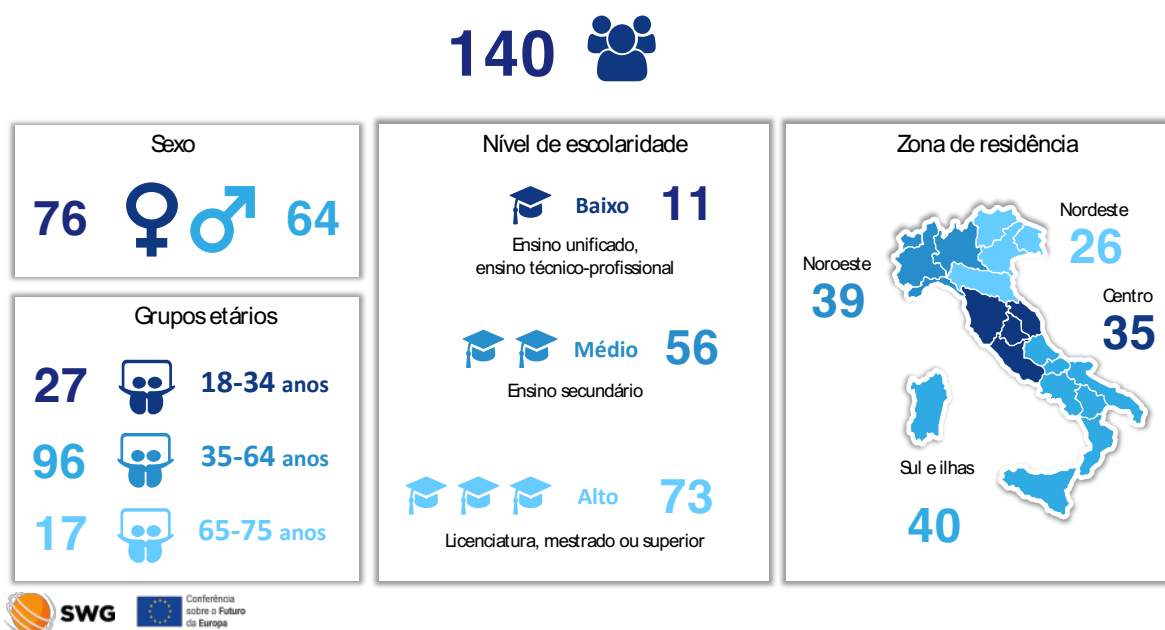 140
Sexo
76
64
Grupos etários
27
18-34 anos
96
35-64 anos
17
65-75 anos
Nível de escolaridade
Baixo 11
Ensino unificado,
ensino técnico-profissional
Médio 56
Ensino secundário
Alto 73
Licenciatura, mestrado ou superior
Zona de residência
Nordeste
26
Noroeste
39
Centro
35
Sul e ilhas
40
SWG
Conferência
sobre o Futuro
da Europa